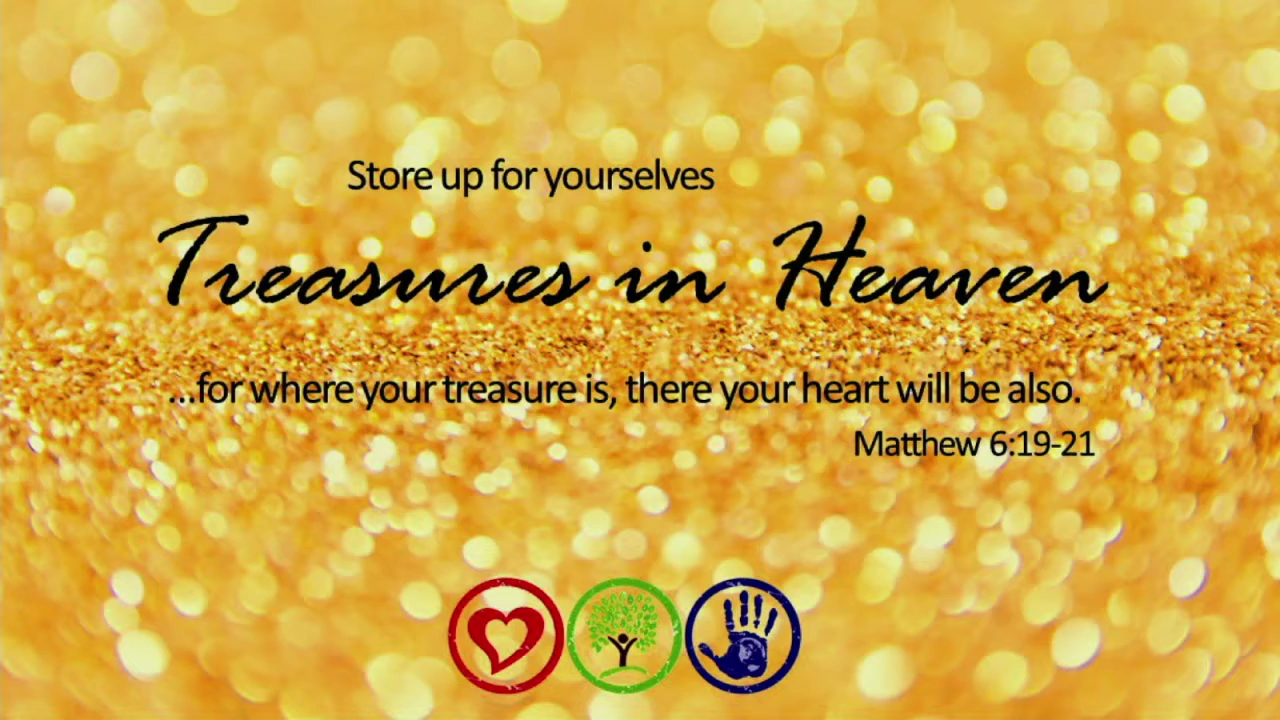 Store up for yourselves
Treasures in Heaven
...for where your treasure is, there your heart will be also.
Matthew 6:19-21